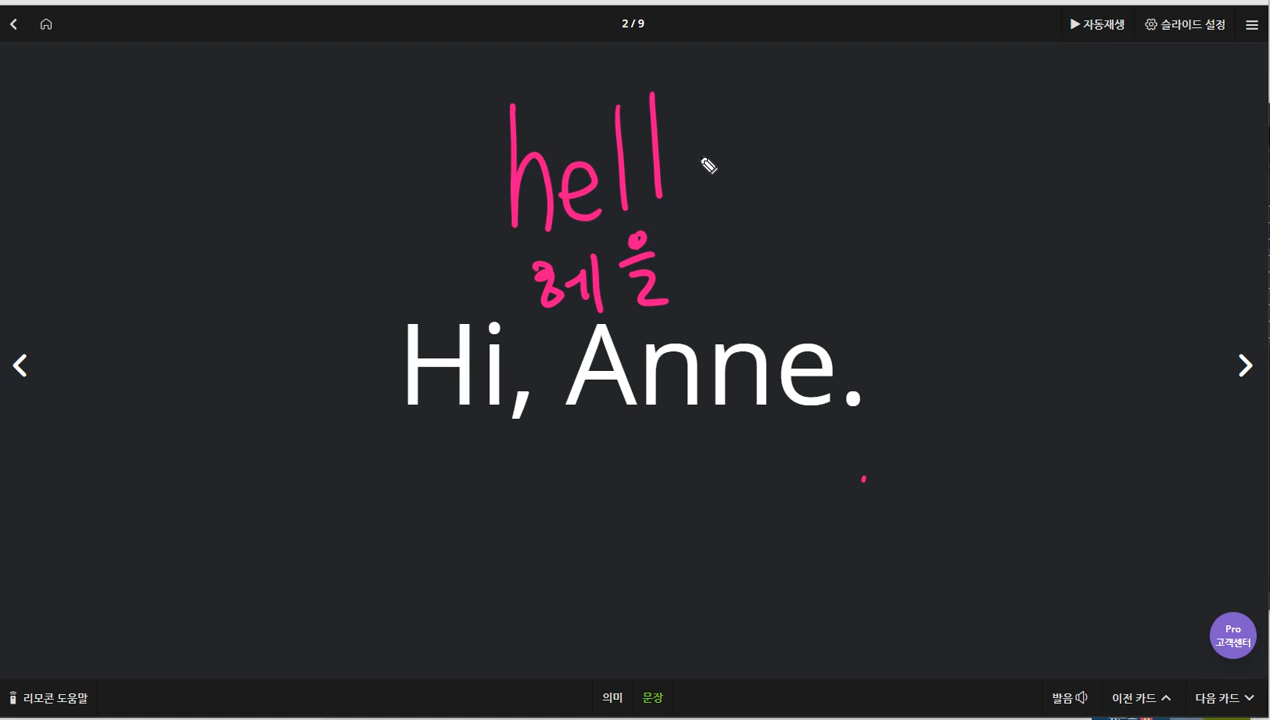 2 / 9
자동재생
슬라이드 설정
hell
헤을
Hi, Anne.
Pro
고객센터
리모콘 도움말
의미
문장
발음
이전 카드
다음 카드